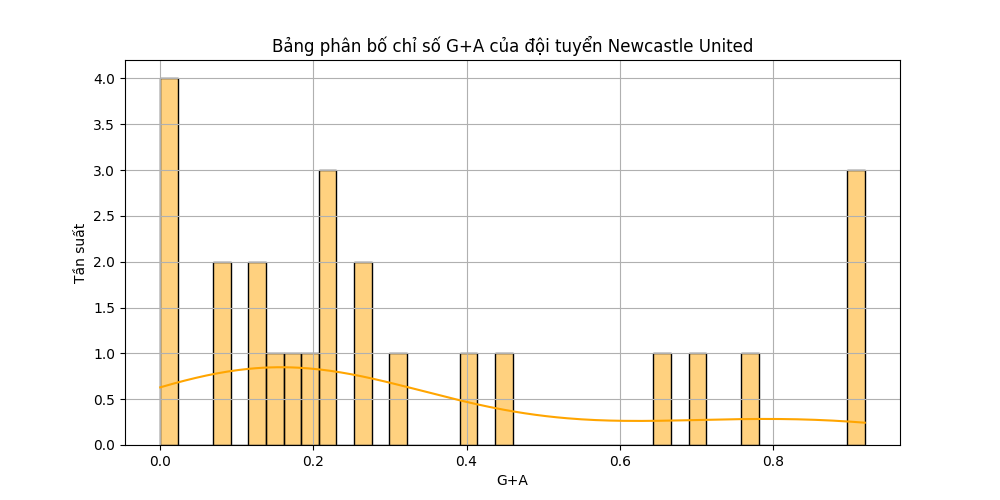 Bảng phân bố chỉ số G+A của đội tuyển Newcastle United
Tần suất
4.0
3.5
3.0
2.5
2.0
1.5
1.0
0.5
0.0
0.0 0.2 0.4 0.6 0.8
G+A